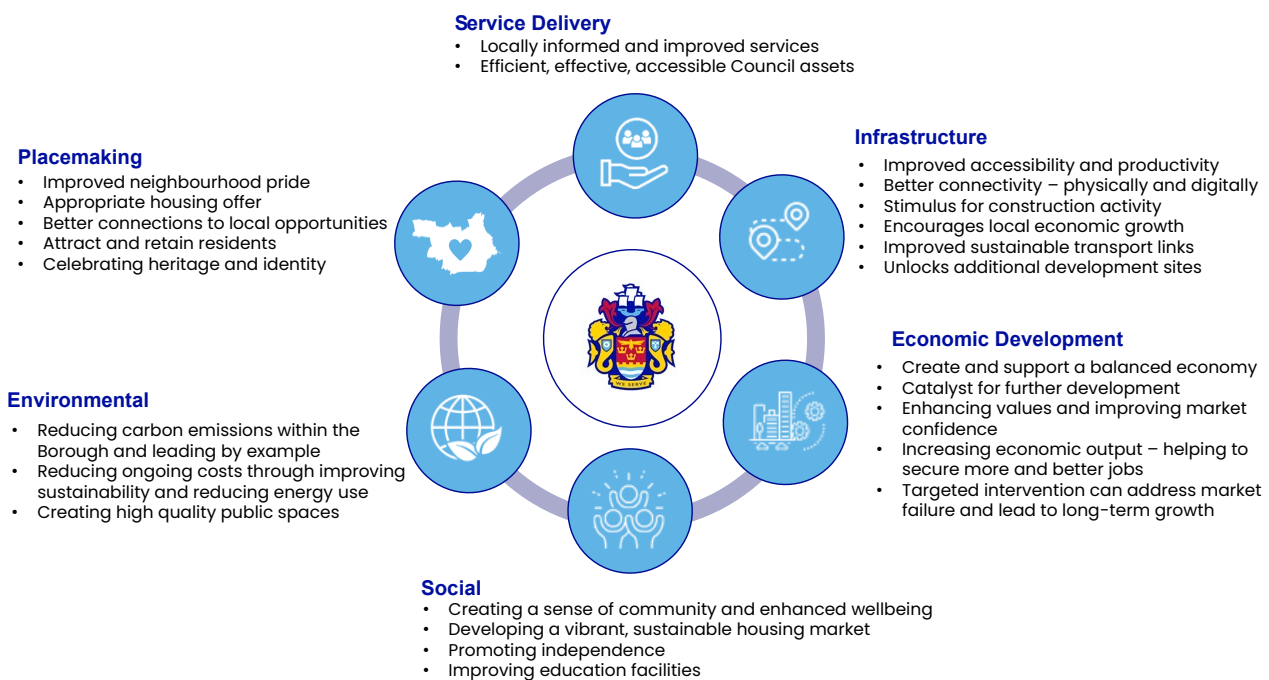 Service Delivery
• Locally informed and improved services
• Efficient, effective, accessible Council assets
Infrastructure
• Improved accessibility and productivity
• Better connectivity – physically and digitally
• Stimulus for construction activity
• Encourages local economic growth
• Improved sustainable transport links
• Unlocks additional development sites
Economic Development
• Create and support a balanced economy
• Catalyst for further development
• Enhancing values and improving market
confidence
• Increasing economic output – helping to
secure more and better jobs
• Targeted intervention can address market
failure and lead to long-term growth
Social
• Creating a sense of community and enhanced wellbeing
• Developing a vibrant, sustainable housing market
• Promoting independence
• Improving education facilities
Environmental
• Reducing carbon emissions within the
Borough and leading by example
• Reducing ongoing costs through improving
sustainability and reducing energy use
• Creating high quality public spaces
Placemaking
• Improved neighbourhood pride
• Appropriate housing offer
• Better connections to local opportunities
• Attract and retain residents
• Celebrating heritage and identity
WE SERVE